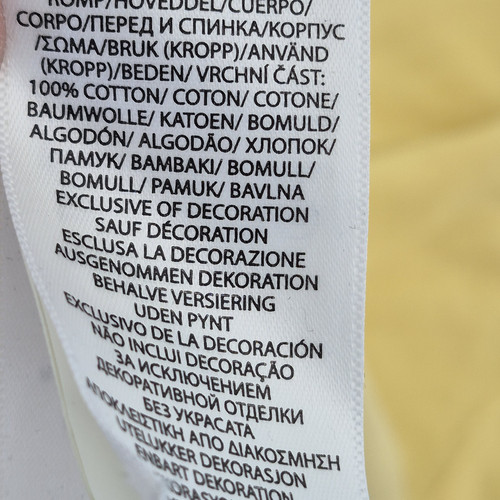 ROMP/HOVEDDEL/CUERPO/
CORPO/ПЕРЕД И СПИНКА/КОРПУС
/ΣΩΜΑ/BRUK (KROPP)/ANVÄND
(KROPP)/BEDEN/ VRCHNÍ ČÁST:
100% COTTON/ COTON/ COTONE/
BAUMWOLLE/ KATOEN/ BOMULD/
ALGODÓN/ ALGODÃO/ ХЛОПОК/
ПАМУК/ BAMBAKI/ BOMULL/
BOMULL/ PAMUK/ BAVLNA
EXCLUSIVE OF DECORATION
SAUF DÉCORATION
ESCLUSA LA DECORAZIONE
AUSGENOMMEN DEKORATION
BEHALVE VERSIERING
UDEN PYNT
EXCLUSIVO DE LA DECORACIÓN
NÃO INCLUI DECORAÇÃO
ЗА ИСКЛЮЧЕНИЕМ
ДЕКОРАТИВНОЙ ОТДЕЛКИ
БЕЗ УКРАСАТА
ΑΠΟΚΛΕΙΣΤΙΚΗ ΑΠΟ ΔΙΑΚΟΣΜΗΣΗ
UTELUKKER DEKORASJON
ENBART DEKORATION